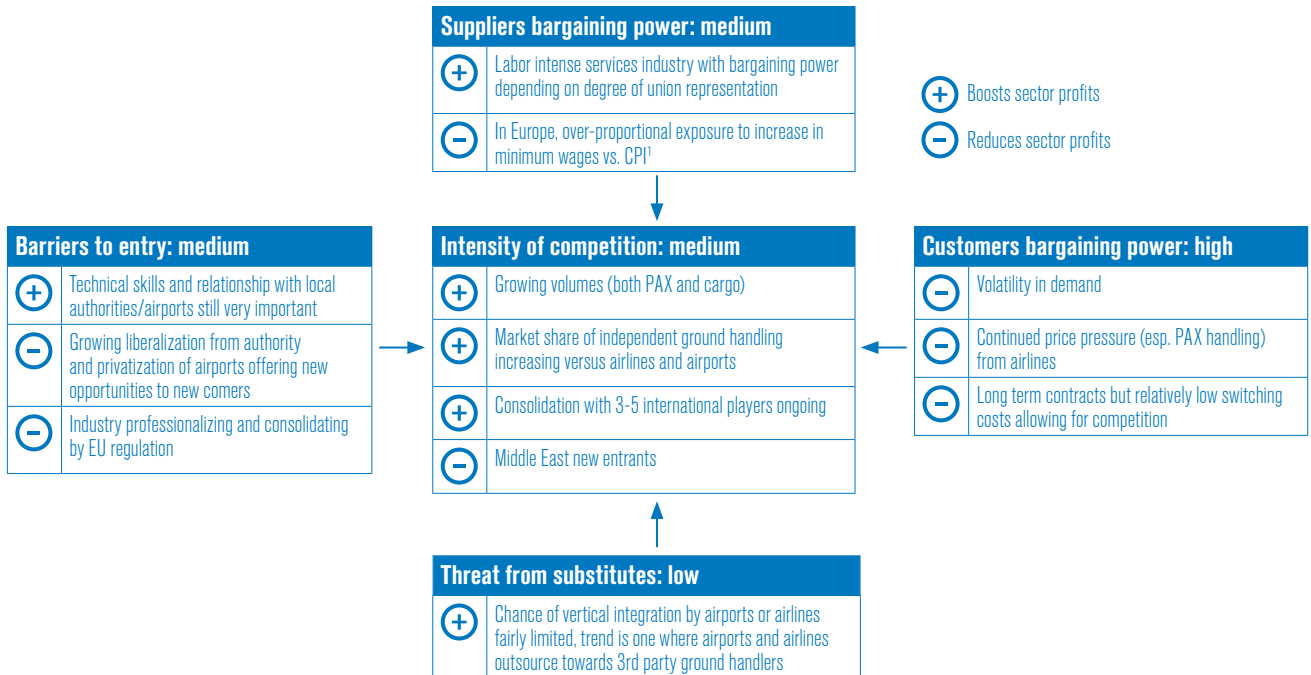 Suppliers bargaining power: medium
+
Labor intense services industry with bargaining power
depending on degree of union representation
-
In Europe, over-proportional exposure to increase in
minimum wages vs. CPI¹
+
Boosts sector profits
-
Reduces sector profits
Barriers to entry: medium
+
Technical skills and relationship with local
authorities/airports still very important
-
Growing liberalization from authority
and privatization of airports offering new
opportunities to new comers
-
Industry professionalizing and consolidating
by EU regulation
Intensity of competition: medium
+
Growing volumes (both PAX and cargo)
+
Market share of independent ground handling
increasing versus airlines and airports
+
Consolidation with 3-5 international players ongoing
-
Middle East new entrants
Customers bargaining power: high
-
Volatility in demand
-
Continued price pressure (esp. PAX handling)
from airlines
-
Long term contracts but relatively low switching
costs allowing for competition
Threat from substitutes: low
+
Chance of vertical integration by airports or airlines
fairly limited, trend is one where airports and airlines
outsource towards 3rd party ground handlers